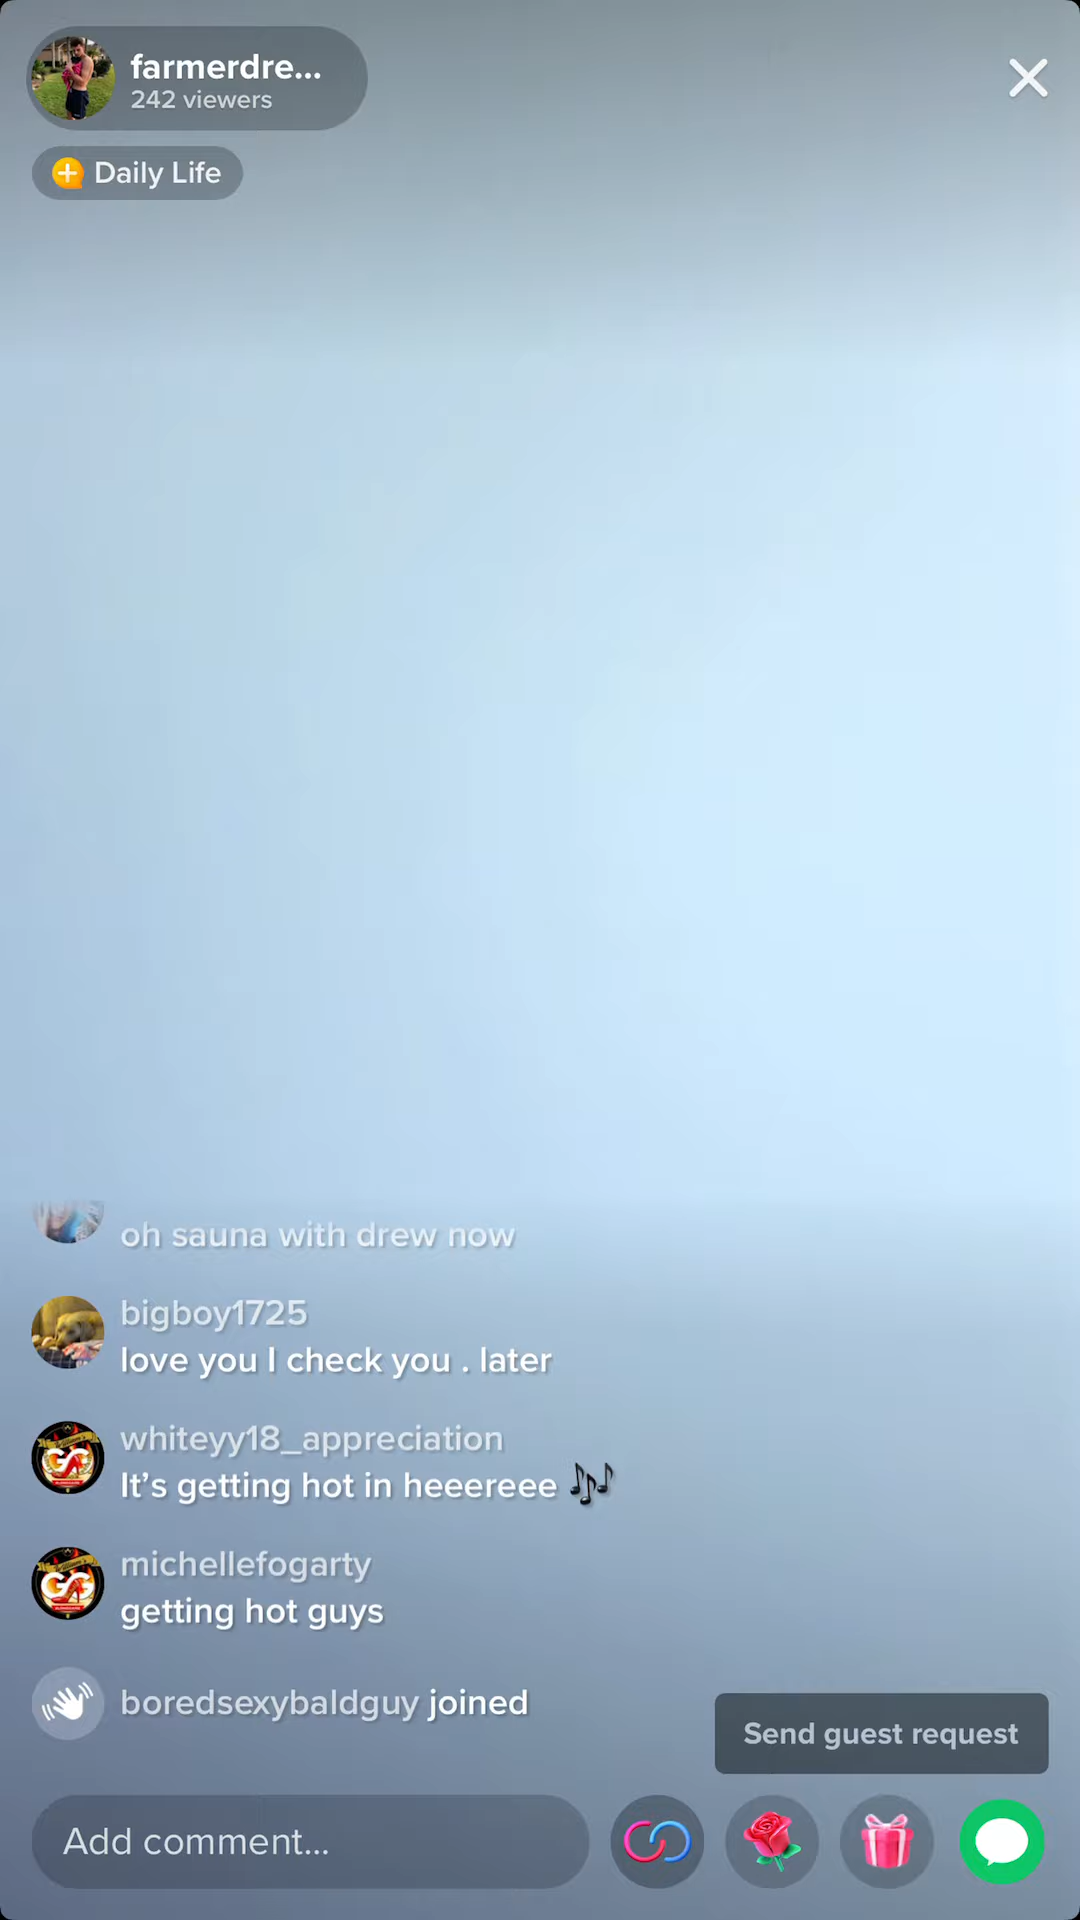 farmerdre...
242 viewers
Daily Life
oh sauna with drew now
bigboy1725
love you I check you . later
whiteyy18_appreciation
It’s getting hot in heeereee 🎶
michellefogarty
getting hot guys
boredsexybaldguy joined
Send guest request
Add comment...